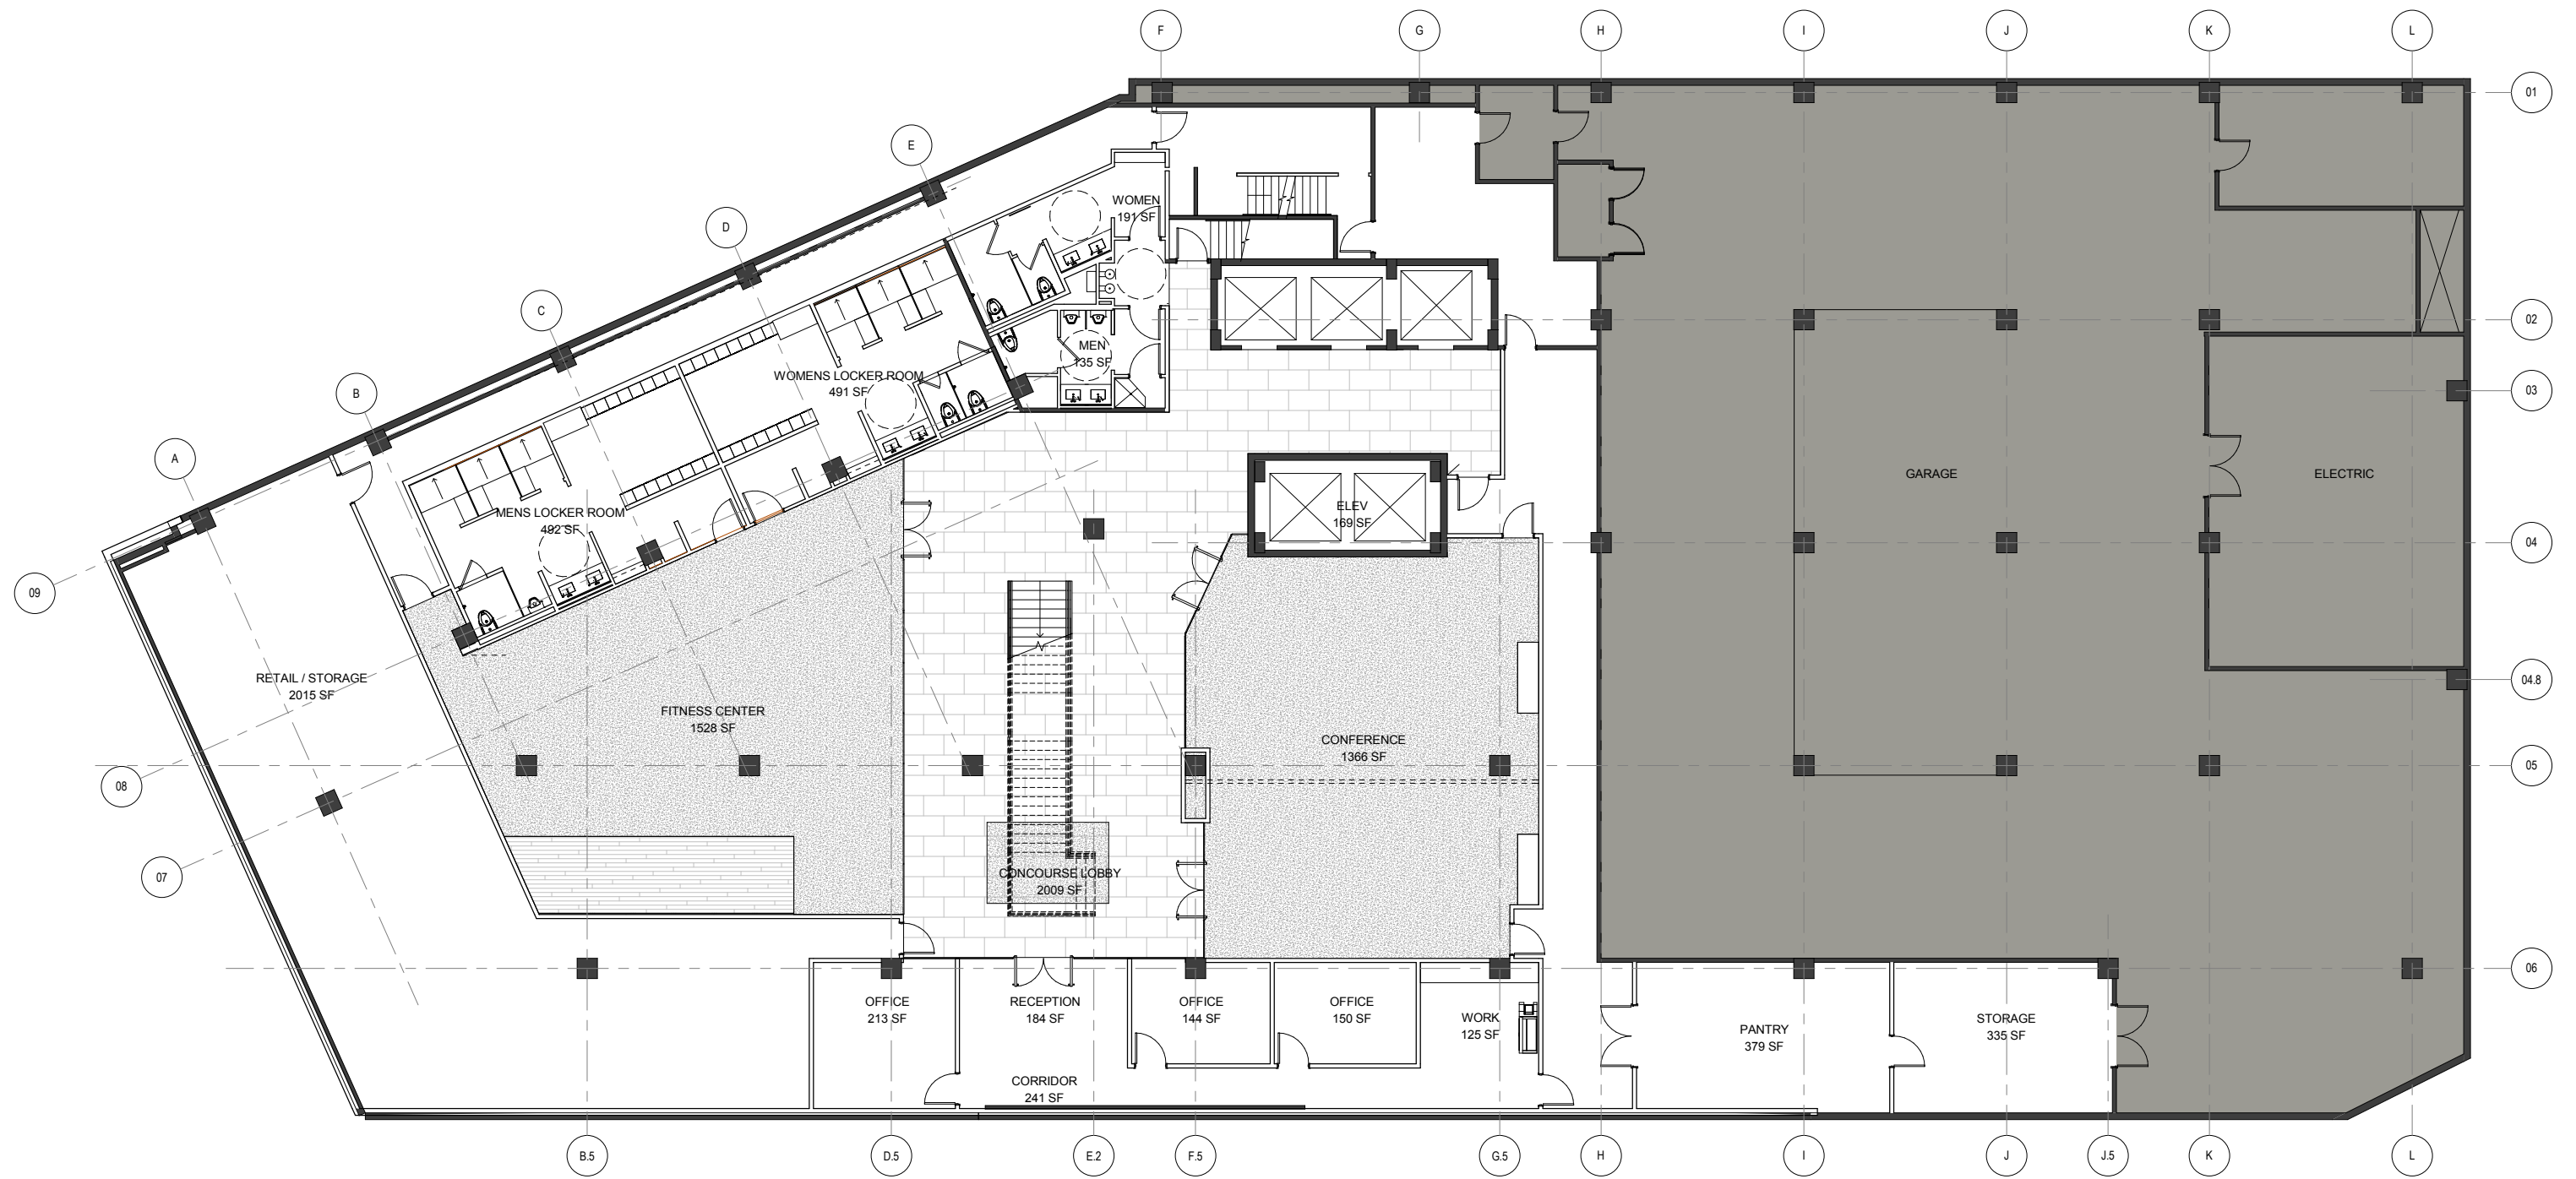 F
G
H
I
J
K
L
01
E
WOMEN
191 SF
D
C
02
MEN
135 SF
WOMENS LOCKER ROOM
491 SF
03
B
A
GARAGE
ELECTRIC
MENS LOCKER ROOM
492 SF
ELEV
169 SF
04
09
RETAIL / STORAGE
2015 SF
04.8
FITNESS CENTER
1528 SF
CONFERENCE
1366 SF
05
08
07
CONCOURSE LOBBY
2009 SF
06
OFFICE
213 SF
RECEPTION
184 SF
OFFICE
144 SF
OFFICE
150 SF
WORK
125 SF
PANTRY
379 SF
STORAGE
335 SF
CORRIDOR
241 SF
B.5
D.5
E.2
F.5
G.5
H
I
J
J.5
K
L